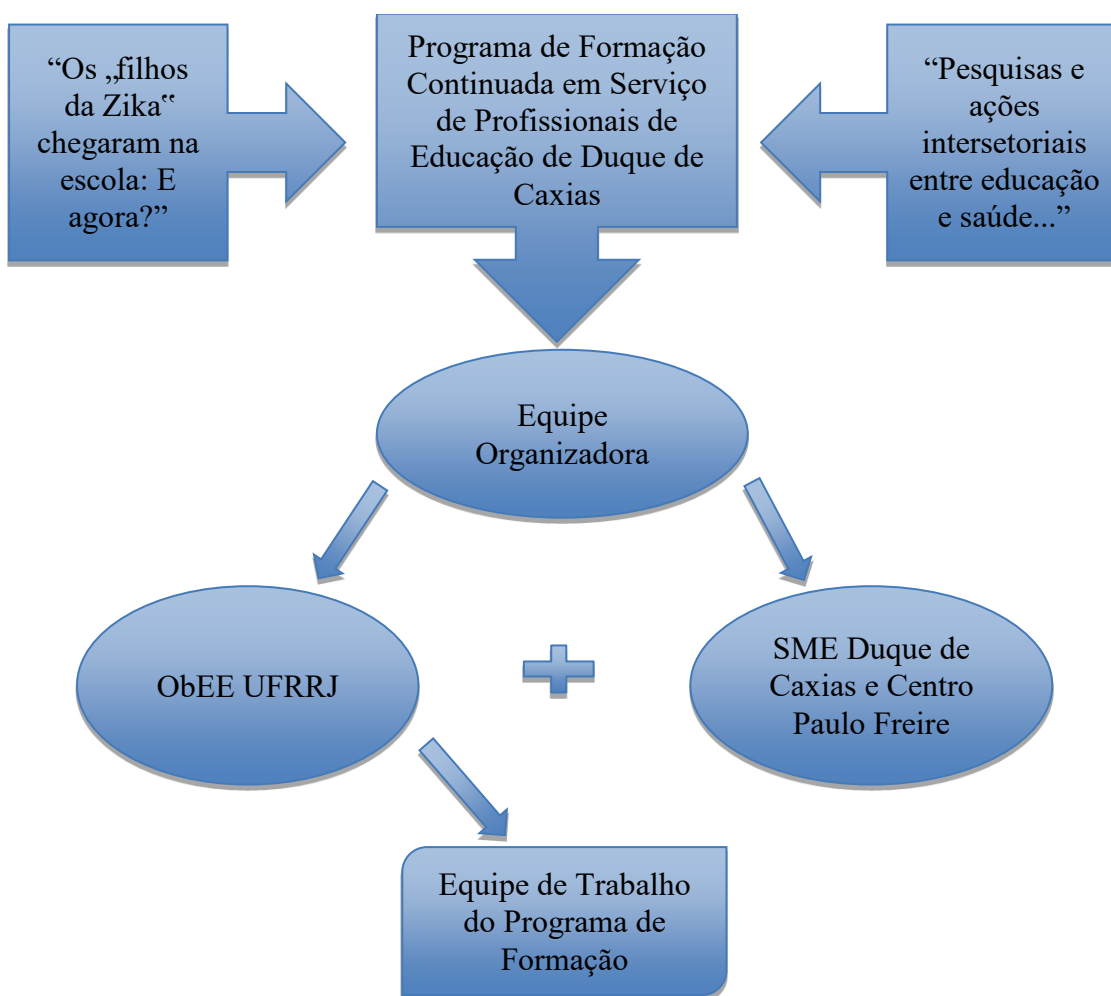 “Os „filhos
da Zika‟
chegaram na
escola: E
agora?”
Programa de Formação
Continuada em Serviço
de Profissionais de
Educação de Duque de
Caxias
“Pesquisas e
ações
intersetoriais
entre educação
e saúde...”
Equipe
Organizadora
ObEE UFRRJ
SME Duque de
Caxias e Centro
Paulo Freire
Equipe de Trabalho
do Programa de
Formação